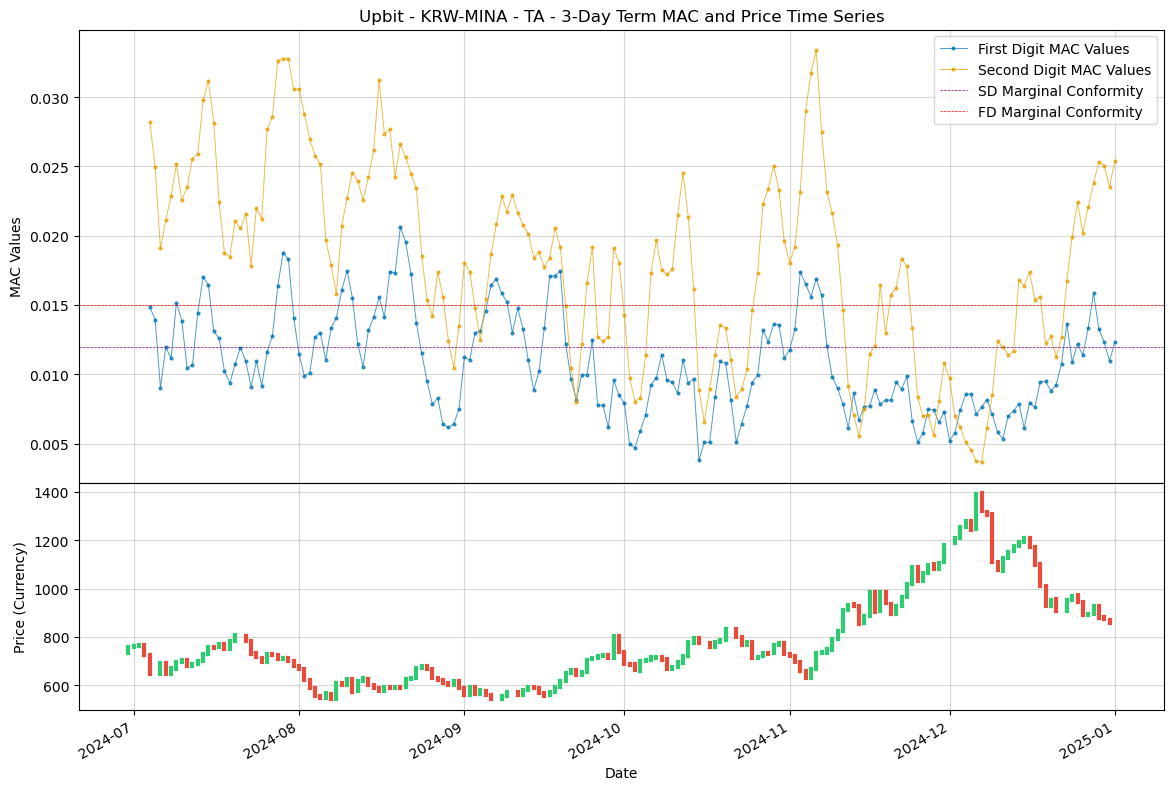 Upbit - KRW-MINA - TA - 3-Day Term MAC and Price Time Series
First Digit MAC Values
Second Digit MAC Values
SD Marginal Conformity
FD Marginal Conformity
MAC Values
0.030
0.025
0.020
0.015
0.010
0.005
Price (Currency)
1400
1200
1000
800
600
2024-07
2024-08
2024-09
2024-10
2024-11
2024-12
2025-01
Date